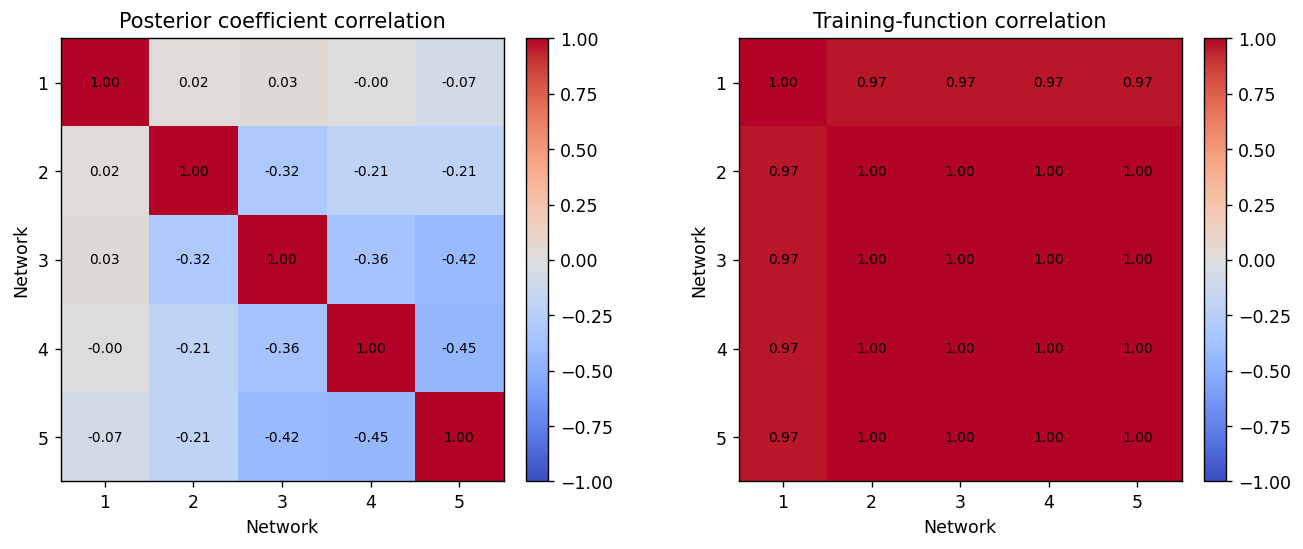 Posterior coefficient correlation
Network
1 1.00 0.02 0.03 -0.00 -0.07
2 0.02 1.00 -0.32 -0.21 -0.21
3 0.03 -0.32 1.00 -0.36 -0.42
4 -0.00 -0.21 -0.36 1.00 -0.45
5 -0.07 -0.21 -0.42 -0.45 1.00
1 2 3 4 5
Network
1.00
0.75
0.50
0.25
0.00
−0.25
−0.50
−0.75
−1.00
Training-function correlation
Network
1 1.00 0.97 0.97 0.97 0.97
2 0.97 1.00 1.00 1.00 1.00
3 0.97 1.00 1.00 1.00 1.00
4 0.97 1.00 1.00 1.00 1.00
5 0.97 1.00 1.00 1.00 1.00
1 2 3 4 5
Network
1.00
0.75
0.50
0.25
0.00
−0.25
−0.50
−0.75
−1.00